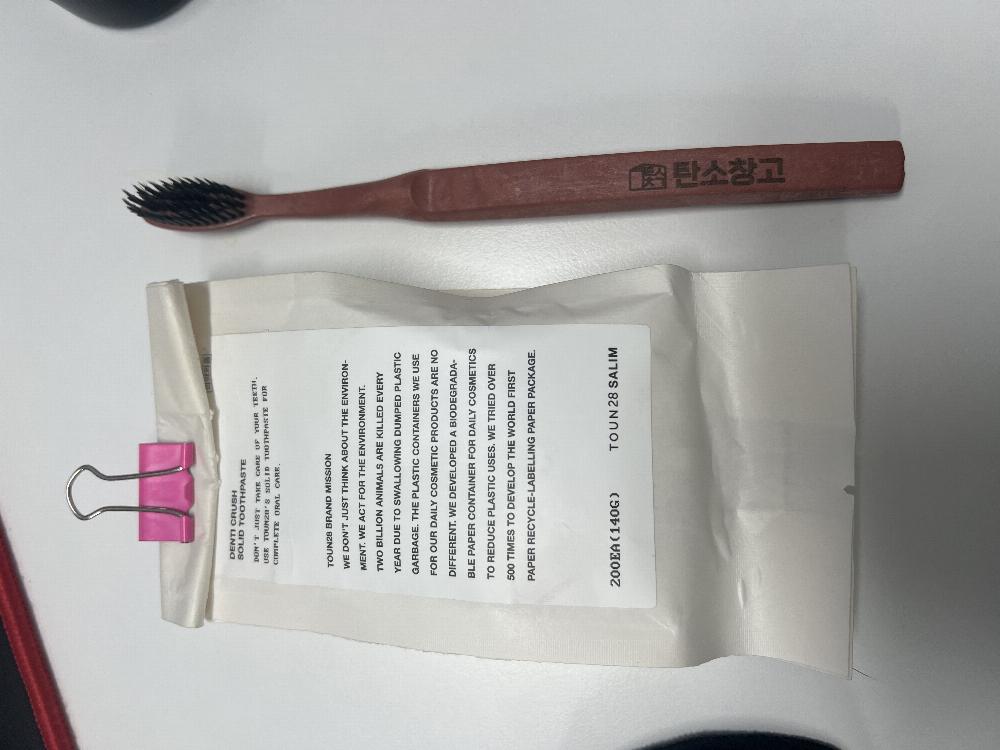 DENTI CRUSH
SOLID TOOTHPASTE
DON'T JUST TAKE CARE OF YOUR TEETH.
USE TOUN28'S SOLID TOOTHPASTE FOR
COMPLETE ORAL CARE.
TOUN28 BRAND MISSION
WE DON'T JUST THINK ABOUT THE ENVIRON-
MENT. WE ACT FOR THE ENVIRONMENT.
TWO BILLION ANIMALS ARE KILLED EVERY
YEAR DUE TO SWALLOWING DUMPED PLASTIC
GARBAGE. THE PLASTIC CONTAINERS WE USE
FOR OUR DAILY COSMETIC PRODUCTS ARE NO
DIFFERENT. WE DEVELOPED A BIODEGRADA-
BLE PAPER CONTAINER FOR DAILY COSMETICS
TO REDUCE PLASTIC USES. WE TRIED OVER
500 TIMES TO DEVELOP THE WORLD FIRST
PAPER RECYCLE-LABELLING PAPER PACKAGE.
200EA(140G) TOUN28 SALIM
탄소창고